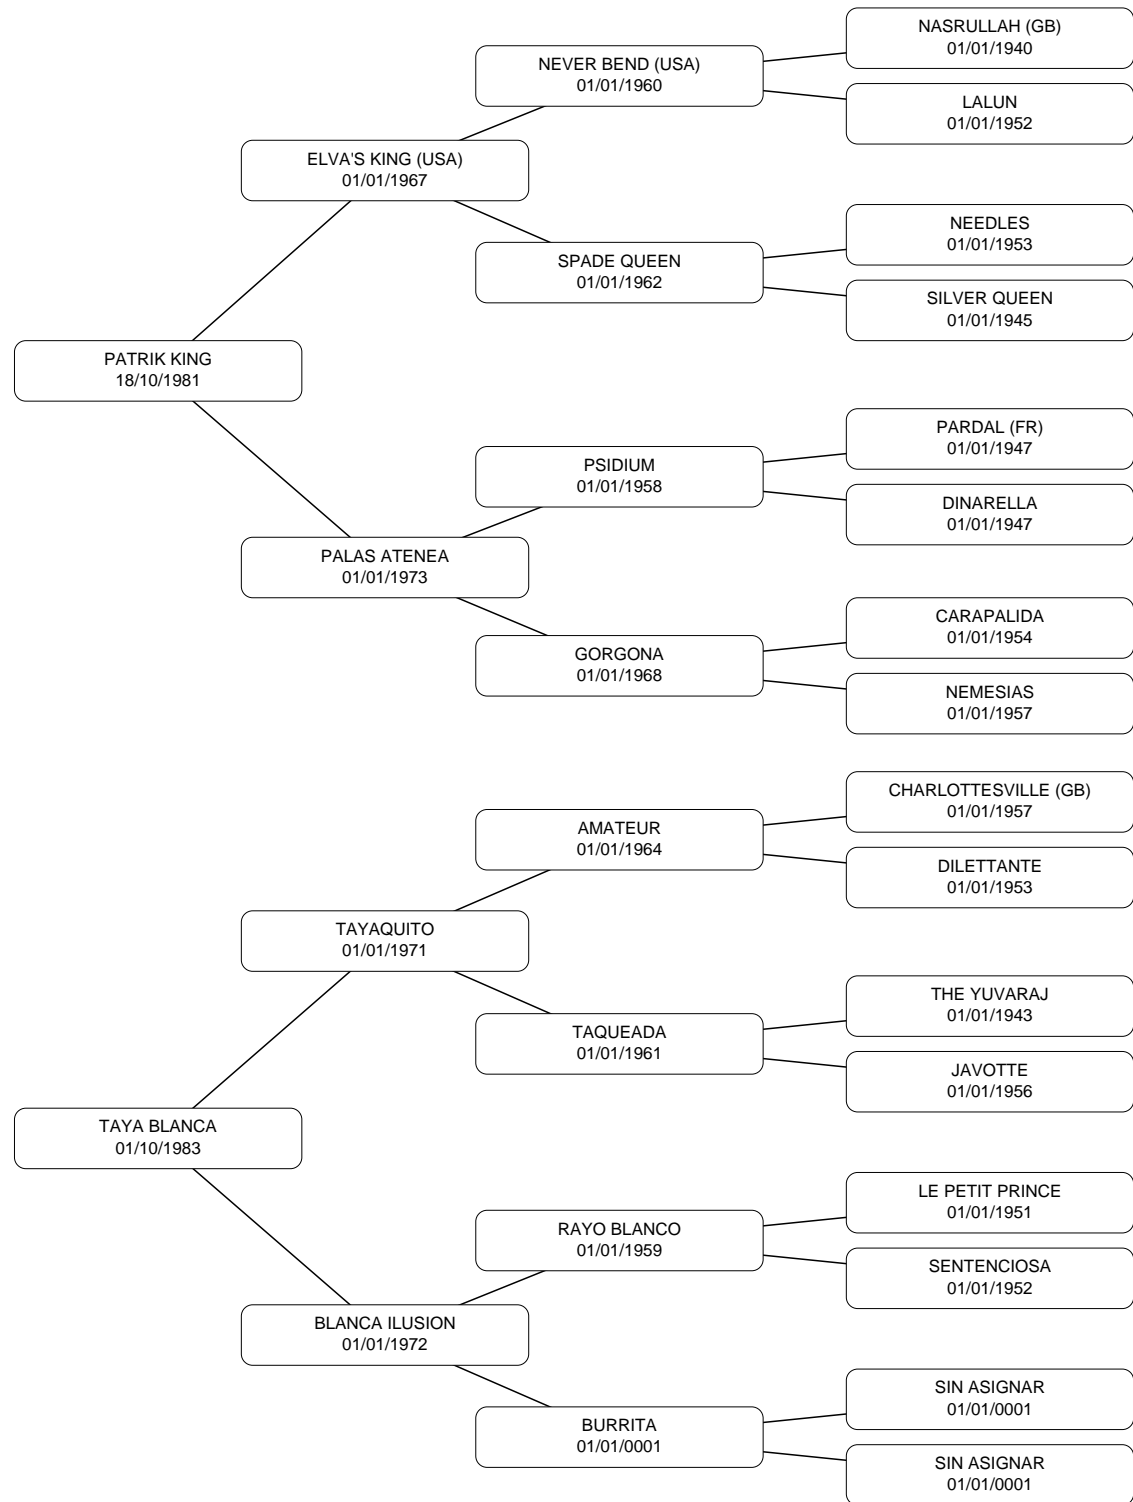 NASRULLAH (GB)
01/01/1940
NEVER BEND (USA)
01/01/1960
LALUN
01/01/1952
ELVA'S KING (USA)
01/01/1967
NEEDLES
01/01/1953
SPADE QUEEN
01/01/1962
SILVER QUEEN
01/01/1945
PATRIK KING
18/10/1981
PARDAL (FR)
01/01/1947
PSIDIUM
01/01/1958
DINARELLA
01/01/1947
PALAS ATENEA
01/01/1973
CARAPALIDA
01/01/1954
GORGONA
01/01/1968
NEMESIAS
01/01/1957
CHARLOTTESVILLE (GB)
01/01/1957
AMATEUR
01/01/1964
DILETTANTE
01/01/1953
TAYAQUITO
01/01/1971
THE YUVARAJ
01/01/1943
TAQUEADA
01/01/1961
JAVOTTE
01/01/1956
TAYA BLANCA
01/10/1983
LE PETIT PRINCE
01/01/1951
RAYO BLANCO
01/01/1959
SENTENCIOSA
01/01/1952
BLANCA ILUSION
01/01/1972
SIN ASIGNAR
01/01/0001
BURRITA
01/01/0001
SIN ASIGNAR
01/01/0001